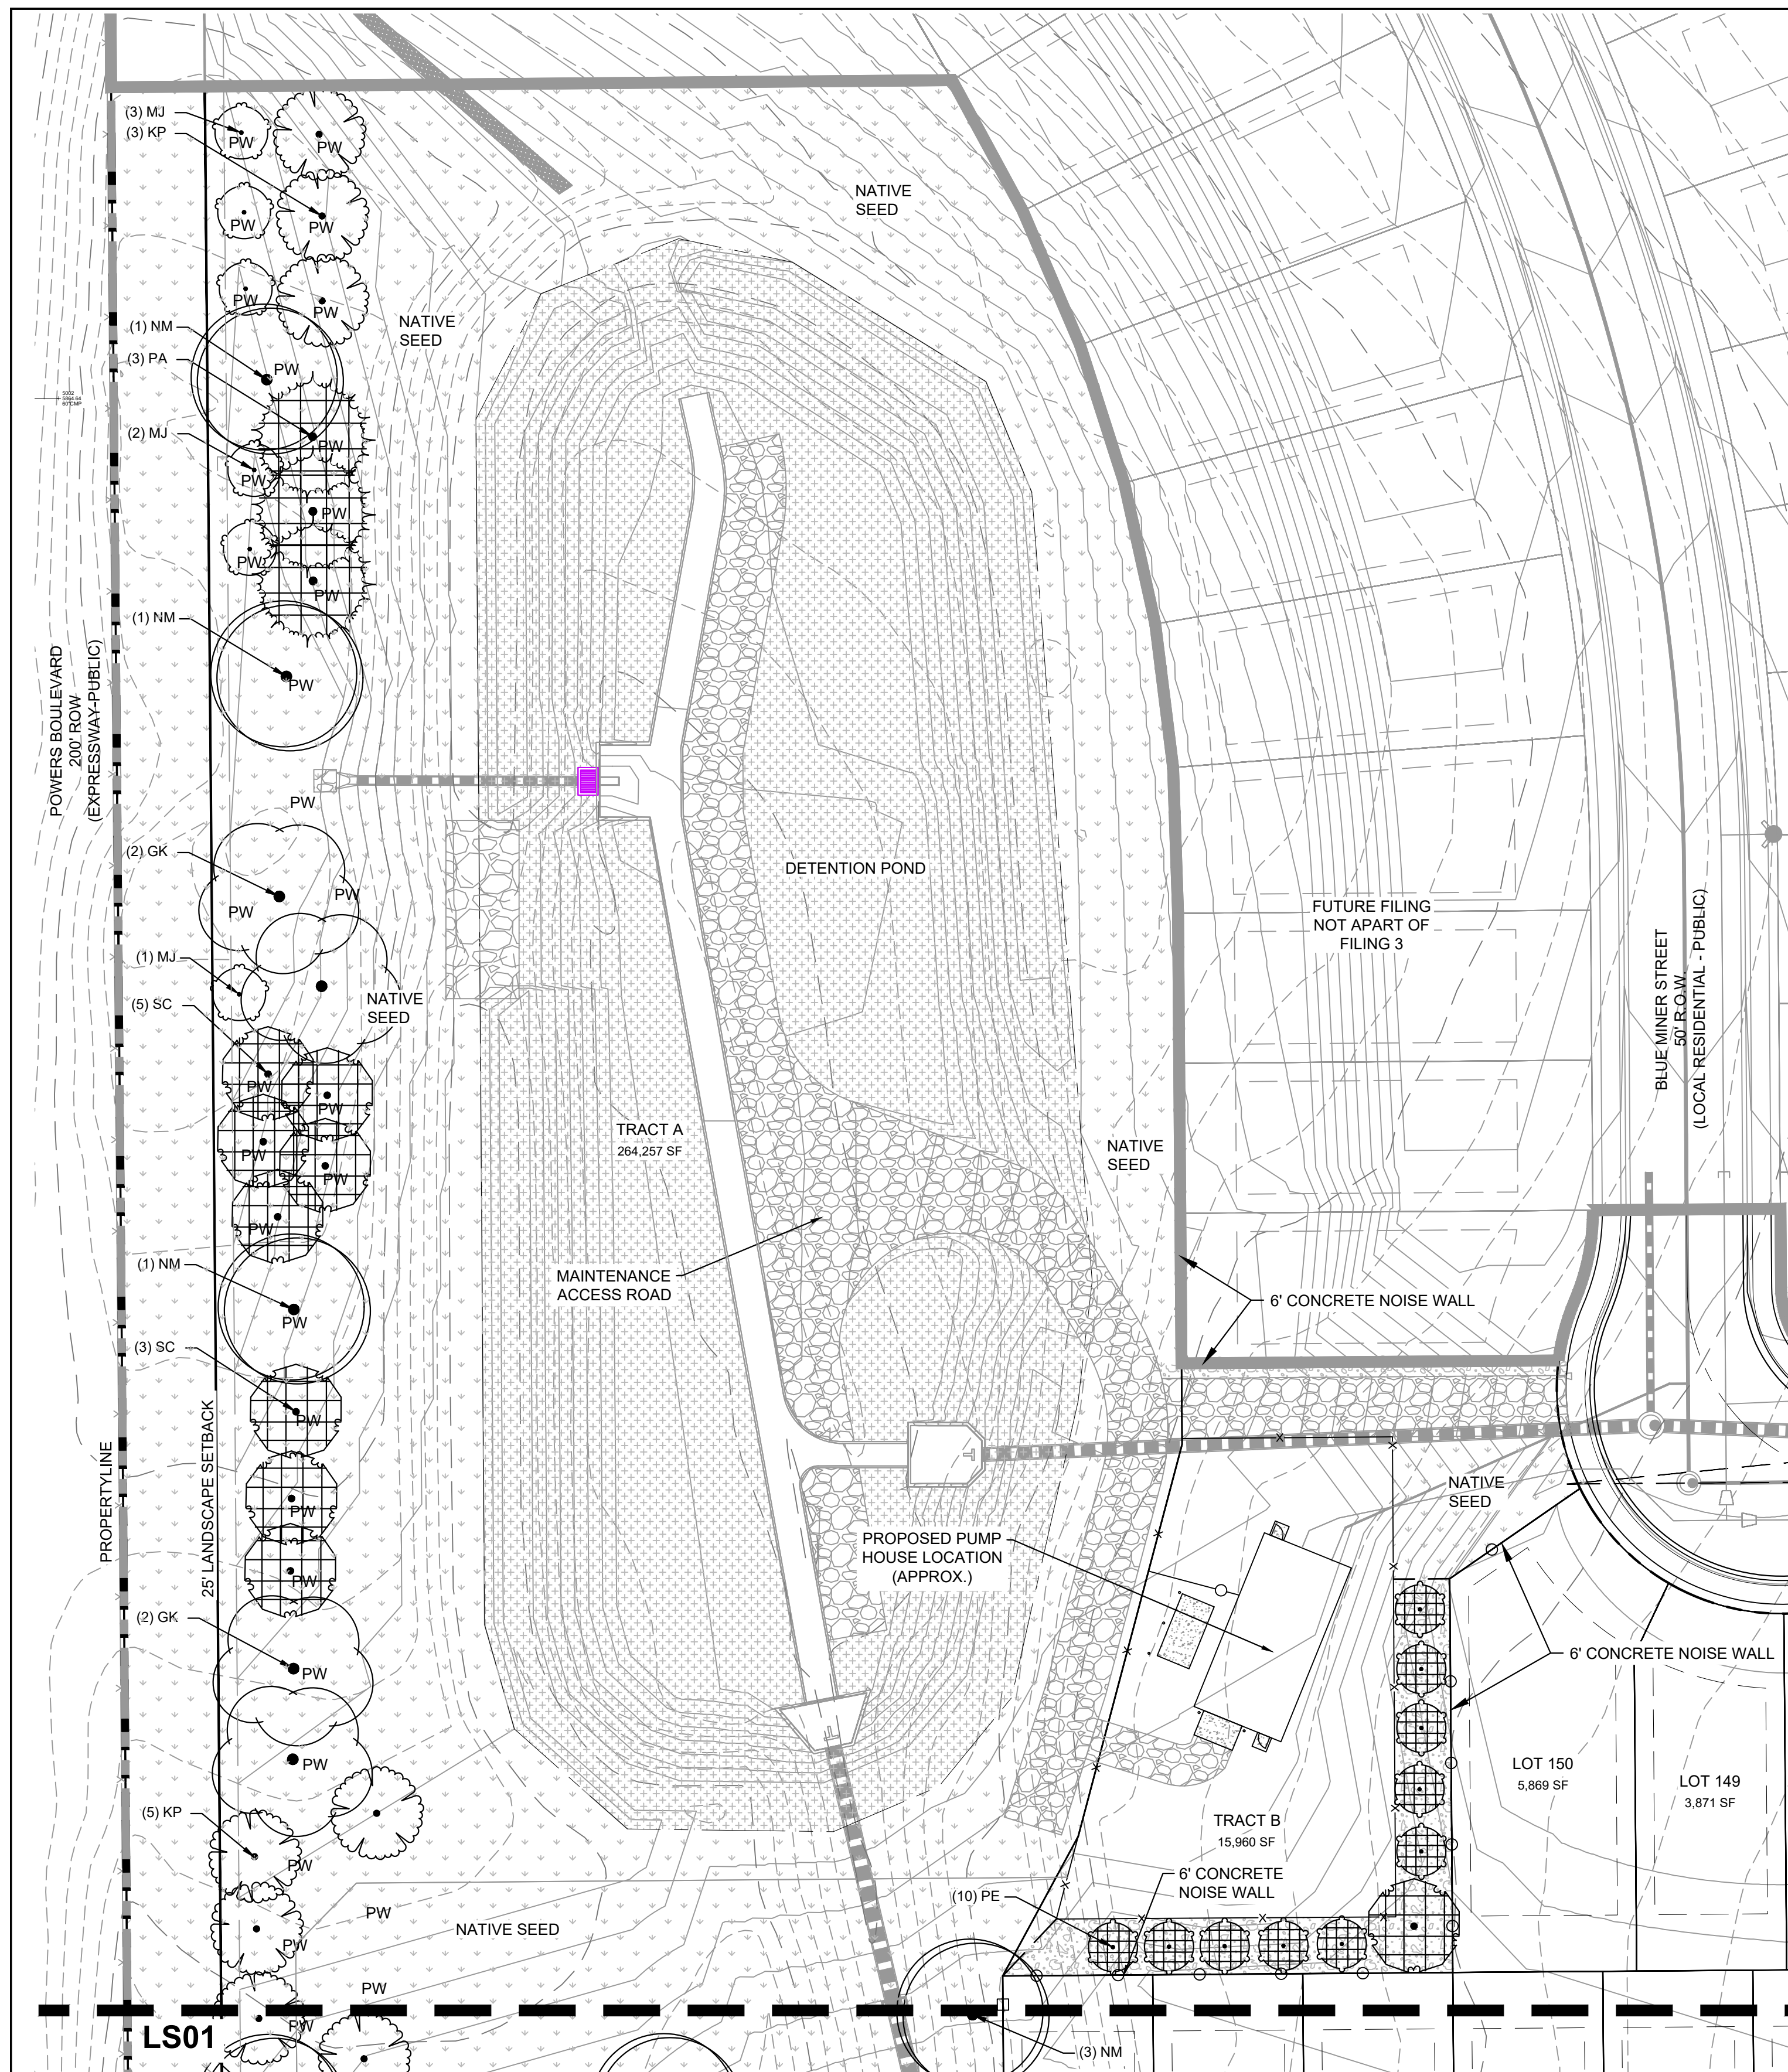 (3) MJ
(3) KP
PW
PW
PW
PW
PW
PW
NATIVE
SEED
(1) NM
(3) PA
(2) MJ
NATIVE
SEED
PW
PW
PW
PW
PW
PW
5002
5864.64
60"CMP
(1) NM
PW
POWERS BOULEVARD
200' ROW
(EXPRESSWAY-PUBLIC)
PW
(2) GK
PW
PW
DETENTION POND
FUTURE FILING
NOT APART OF
FILING 3
BLUE MINER STREET
50' R.O.W.
(LOCAL RESIDENTIAL - PUBLIC)
(1) MJ
(5) SC
NATIVE
SEED
PW
PW
PW
PW
PW
TRACT A
264,257 SF
NATIVE
SEED
(1) NM
PW
MAINTENANCE
ACCESS ROAD
6' CONCRETE NOISE WALL
(3) SC
PW
PW
PW
PROPERTYLINE
25' LANDSCAPE SETBACK
NATIVE
SEED
PROPOSED PUMP
HOUSE LOCATION
(APPROX.)
(2) GK
PW
PW
6' CONCRETE NOISE WALL
LOT 150
5,869 SF
LOT 149
3,871 SF
TRACT B
15,960 SF
(5) KP
PW
PW
PW
PW
PW
6' CONCRETE
NOISE WALL
(10) PE
NATIVE SEED
LS01
(3) NM